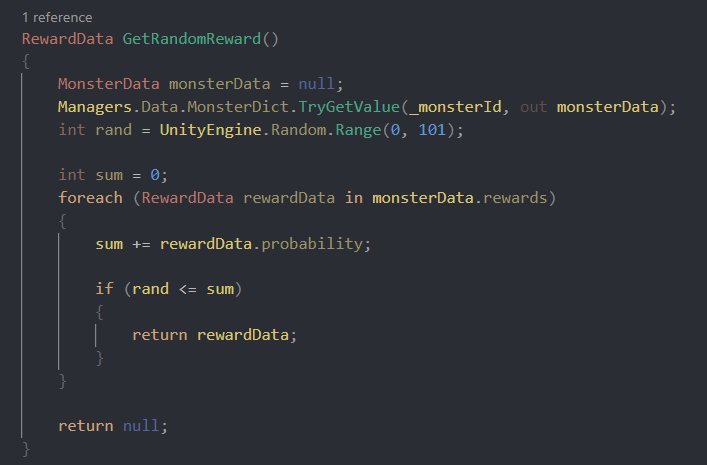 1 reference
RewardData GetRandomReward()
{
    MonsterData monsterData = null;
    Managers.Data.MonsterDict.TryGetValue(_monsterId, out monsterData);
    int rand = UnityEngine.Random.Range(0, 101);

    int sum = 0;
    foreach (RewardData rewardData in monsterData.rewards)
    {
        sum += rewardData.probability;

        if (rand <= sum)
        {
            return rewardData;
        }
    }

    return null;
}